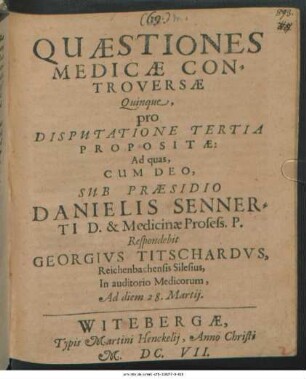 (69.)
QUÆSTIONES
MEDICÆ CON-
TROVERSÆ
Quinque,
pro
DISPUTATIONE TERTIA
PROPOSITÆ:
Ad quas,
CUM DEO,
SUB PRÆSIDIO
DANIELIS SENNER-
TI D. & Medicinæ Profess. P.
Respondebit
GEORGIUS TITSCHARDVS,
Reichenbachensis Silesius,
In auditorio Medicorum,
Ad diem 28. Martij.
WITEBERGÆ,
Typis Martini Henckelij, Anno Christi
M. DC. VII.